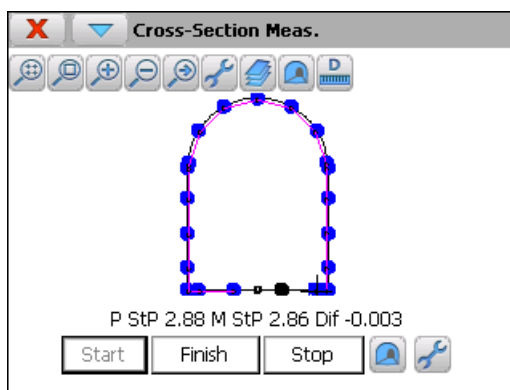 X Cross-Section Meas.
D
P StP 2.88 M StP 2.86 Dif -0.003
Start Finish Stop